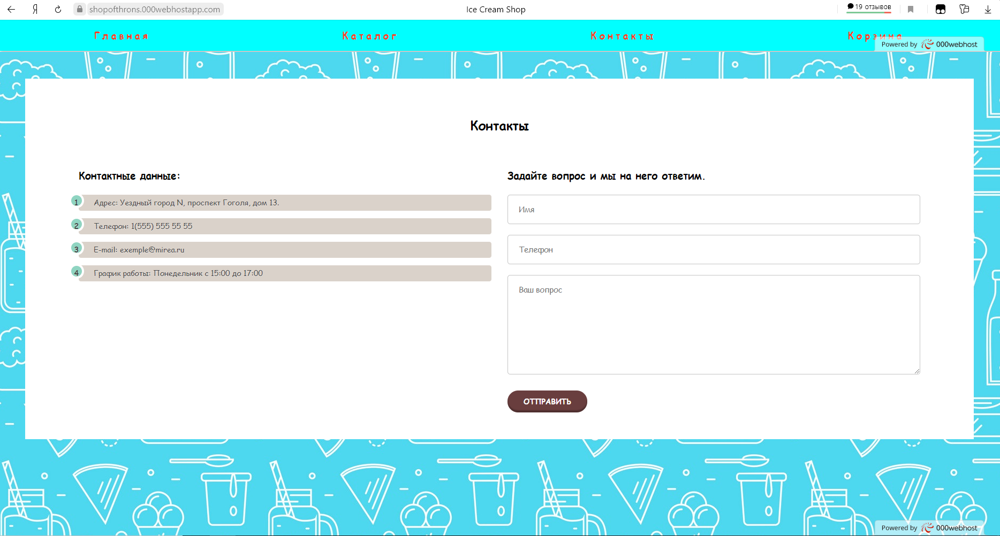 shopofthrons.000webhostapp.com
Ice Cream Shop
19 отзывов
Главная
Каталог
Контакты
Корзина
Powered by 000webhost
Контакты
Контактные данные:
1 Адрес: Уездный город N, проспект Гоголя, дом 13.
2 Телефон: 1(555) 555 55 55
3 E-mail: exemple@mirea.ru
4 График работы: Понедельник с 15:00 до 17:00
Задайте вопрос и мы на него ответим.
Имя
Телефон
Ваш вопрос
ОТПРАВИТЬ
Powered by 000webhost